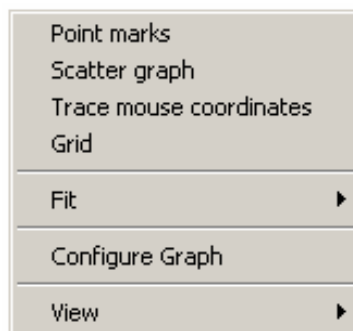 Point marks
Scatter graph
Trace mouse coordinates
Grid
Fit
Configure Graph
View